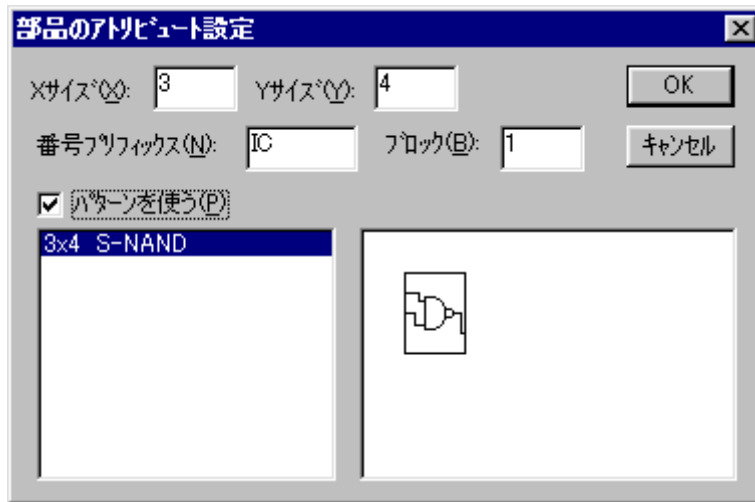 部品のｱﾄﾘﾋﾞｭｰﾄ設定
Xｻｲｽﾞ(X): 3 Yｻｲｽﾞ(Y): 4 OK
番号ﾌﾟﾘﾌｨｯｸｽ(N): IC ﾌﾞﾛｯｸ(B): 1 ｷｬﾝｾﾙ
ﾊﾟﾀｰﾝを使う(P)
3x4 S-NAND